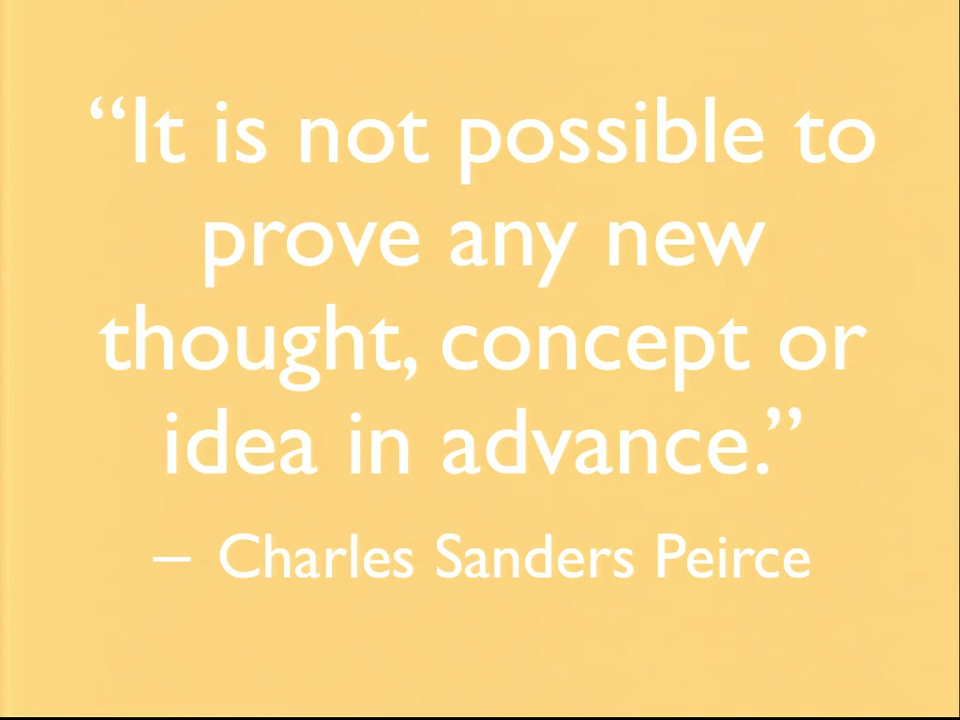 “It is not possible to
prove any new
thought, concept or
idea in advance.”
– Charles Sanders Peirce